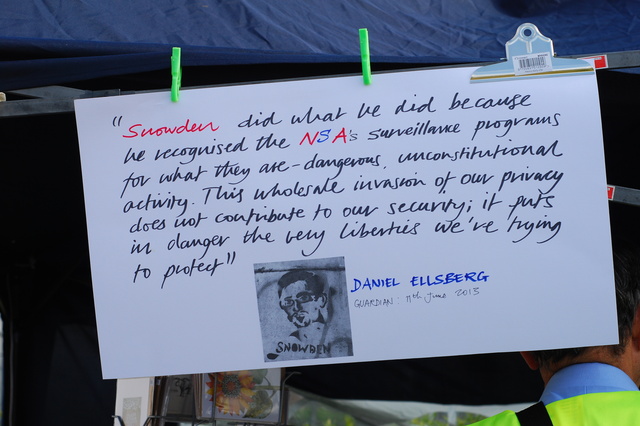 "Snowden did what he did because
he recognised the NSA's surveillance programs
for what they are - dangerous, unconstitutional
activity. This wholesale invasion of our privacy
does not contribute to our security; it puts
in danger the very liberties we're trying
to protect"
DANIEL ELLSBERG
GUARDIAN: 11th June 2013
SNOWDEN